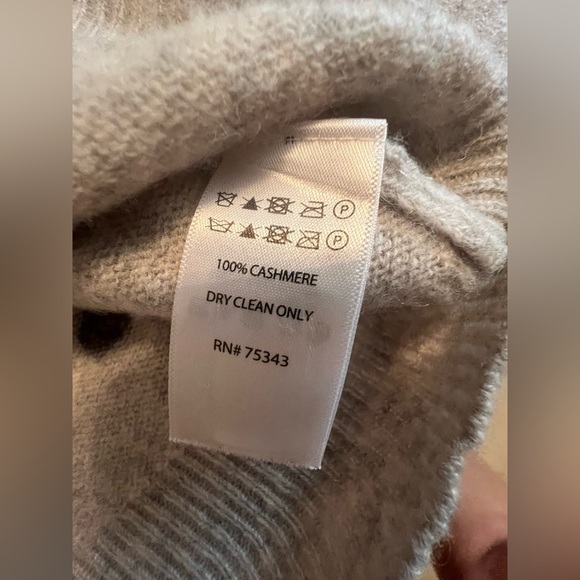 P
P
100% CASHMERE
DRY CLEAN ONLY
RN# 75343